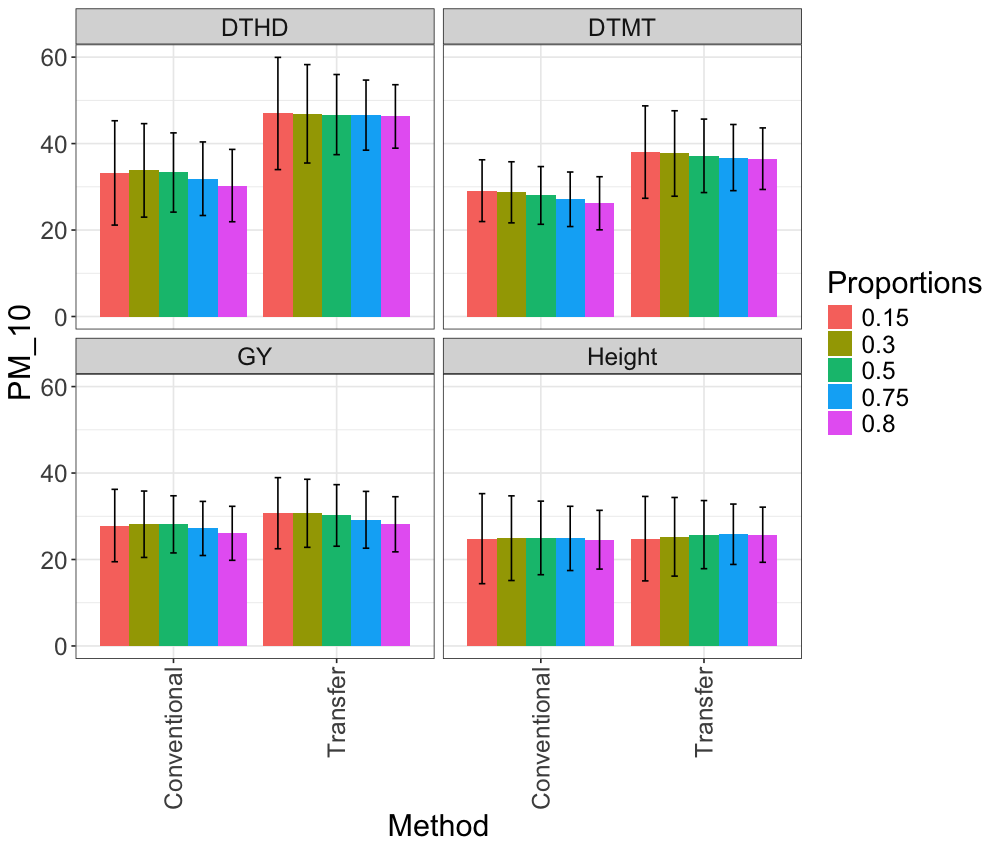 DTHD
DTMT
60
40
20
0
GY
Height
60
40
20
0
PM_10
Conventional
Transfer
Conventional
Transfer
Method
Proportions
0.15
0.3
0.5
0.75
0.8